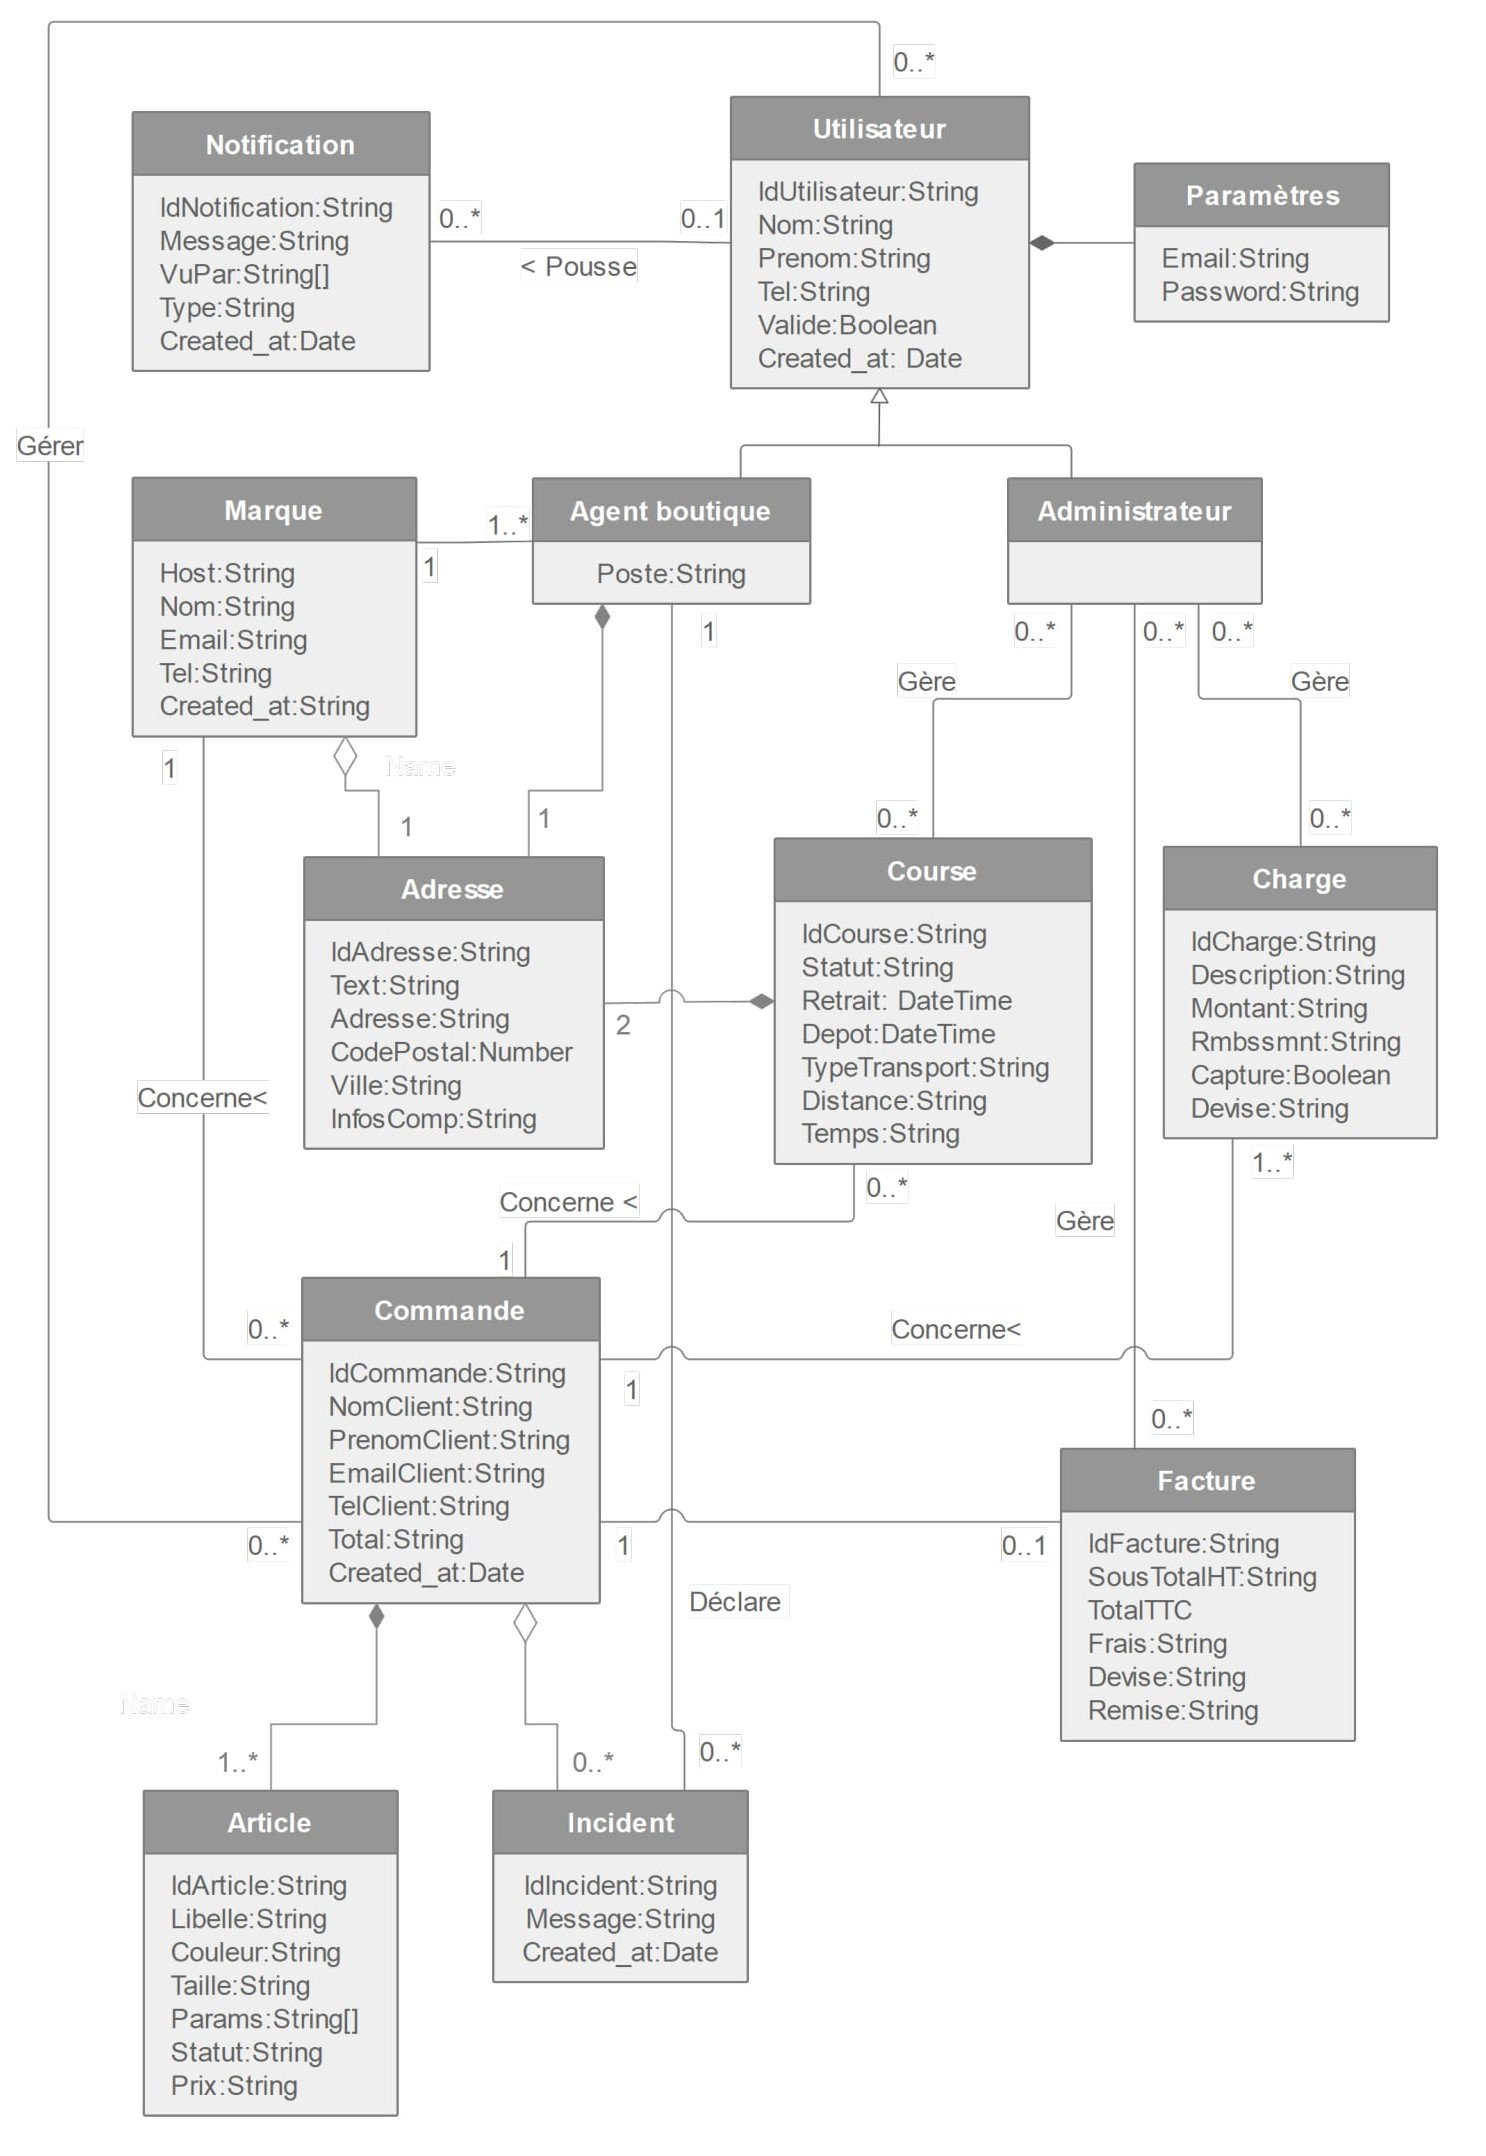 0..*
Utilisateur
IdUtilisateur:String
Nom:String
Prenom:String
Tel:String
Valide:Boolean
Created_at: Date
Notification
IdNotification:String
Message:String
VuPar:String[]
Type:String
Created_at:Date
0..*
0..1
< Pousse
Paramètres
Email:String
Password:String
Gérer
Marque
Host:String
Nom:String
Email:String
Tel:String
Created_at:String
1..*
1
Agent boutique
Poste:String
Administrateur
1
0..*
0..*
0..*
Gère
Gère
1
Name
1
1
0..*
0..*
Adresse
IdAdresse:String
Text:String
Adresse:String
CodePostal:Number
Ville:String
InfosComp:String
2
Course
IdCourse:String
Statut:String
Retrait: DateTime
Depot:DateTime
TypeTransport:String
Distance:String
Temps:String
Charge
IdCharge:String
Description:String
Montant:String
Rmbssmnt:String
Capture:Boolean
Devise:String
Concerne<
1..*
0..*
Concerne <
Gère
1
0..*
Commande
IdCommande:String
NomClient:String
PrenomClient:String
EmailClient:String
TelClient:String
Total:String
Created_at:Date
Concerne<
1
0..*
0..*
1
0..1
Facture
IdFacture:String
SousTotalHT:String
TotalTTC
Frais:String
Devise:String
Remise:String
Déclare
Name
1..*
0..*
0..*
Article
IdArticle:String
Libelle:String
Couleur:String
Taille:String
Params:String[]
Statut:String
Prix:String
Incident
IdIncident:String
Message:String
Created_at:Date